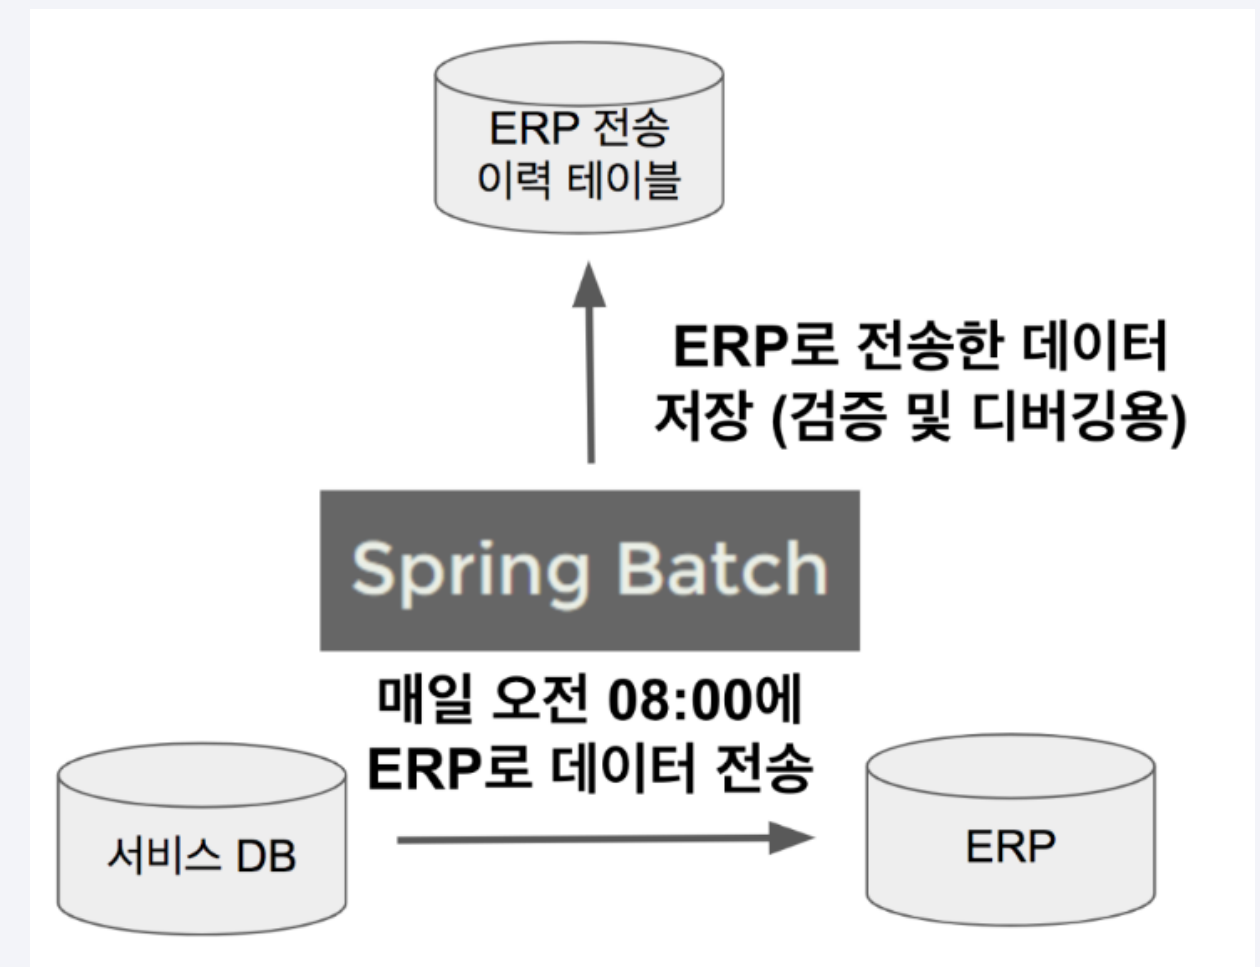 ERP 전송
이력 테이블
ERP로 전송한 데이터
저장 (검증 및 디버깅용)
Spring Batch
매일 오전 08:00에
ERP로 데이터 전송
서비스 DB
ERP